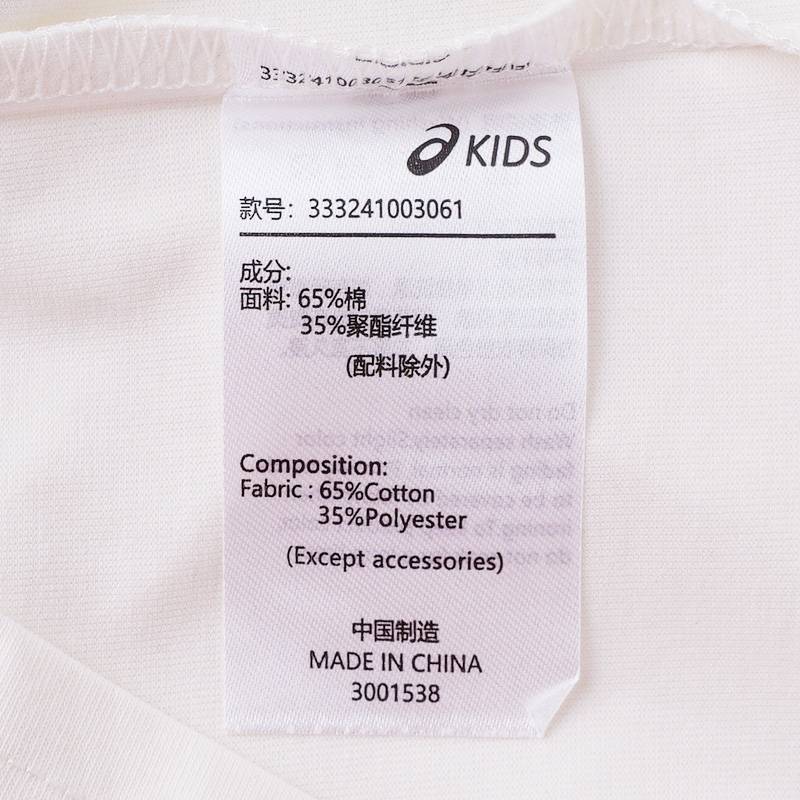 KIDS
款号: 333241003061
成分:
面料: 65%棉
35%聚酯纤维
(配料除外)
Composition:
Fabric : 65%Cotton
35%Polyester
(Except accessories)
中国制造
MADE IN CHINA
3001538